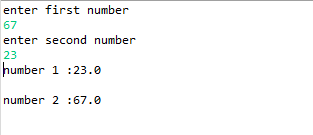 enter first number
67
enter second number
23
number 1 :23.0
number 2 :67.0